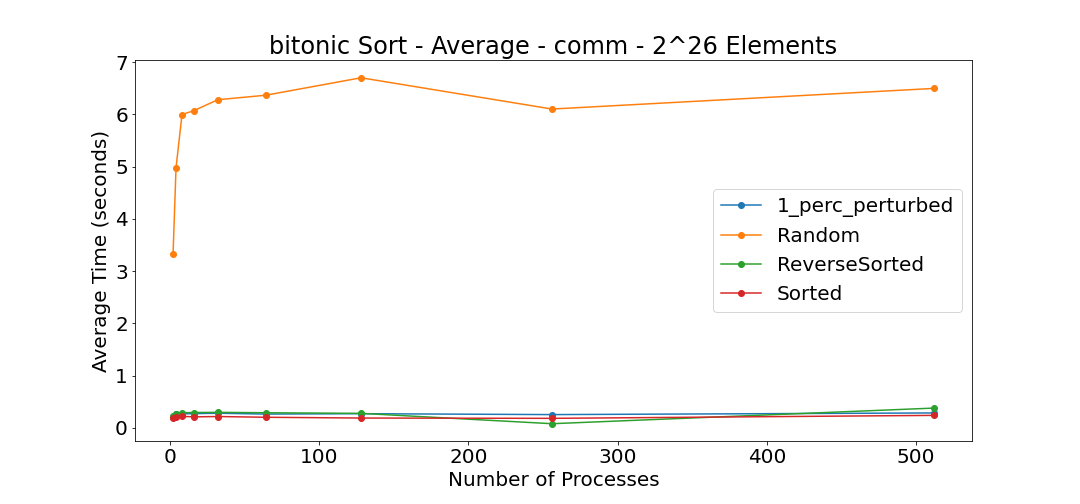 bitonic Sort - Average - comm - 2^26 Elements
Average Time (seconds)
7
6
5
4
3
2
1
0
1_perc_perturbed
Random
ReverseSorted
Sorted
0 100 200 300 400 500
Number of Processes